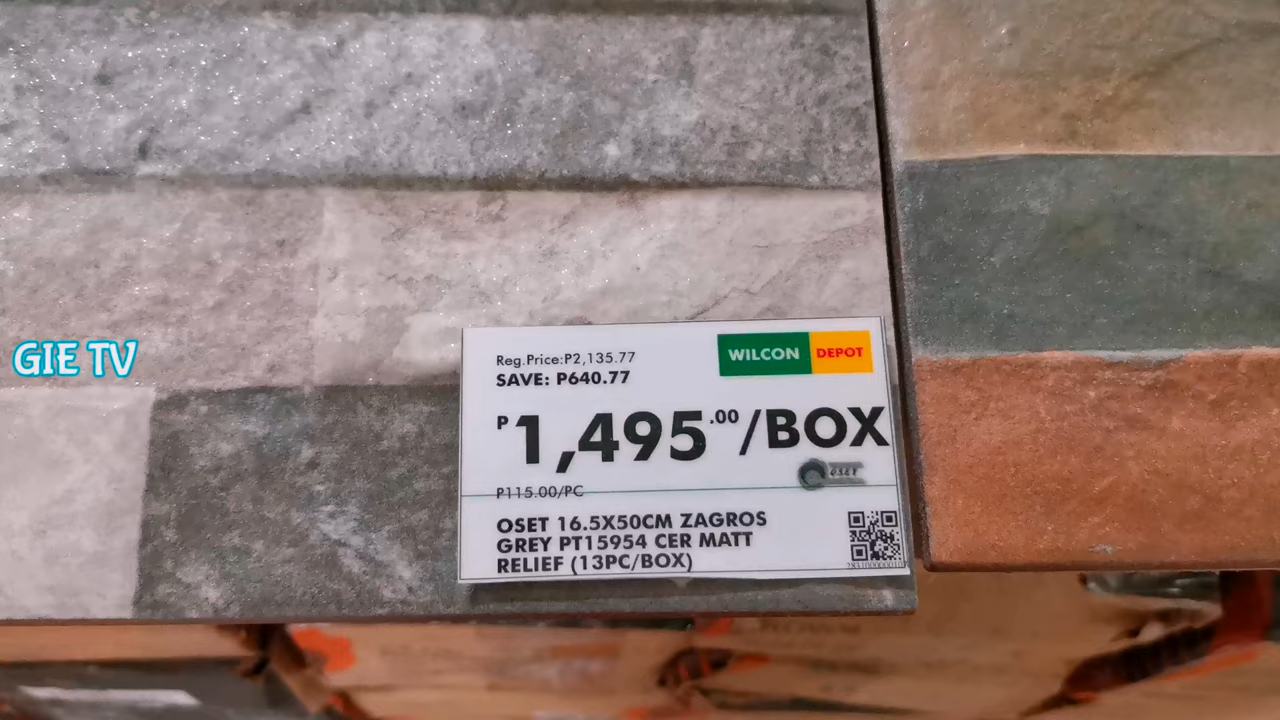 GIE TV
Reg.Price:P2,135.77
SAVE: P640.77
WILCON DEPOT
P1,495.00/BOX
OSET
P115.00/PC
OSET 16.5X50CM ZAGROS
GREY PT15954 CER MATT
RELIEF (13PC/BOX)